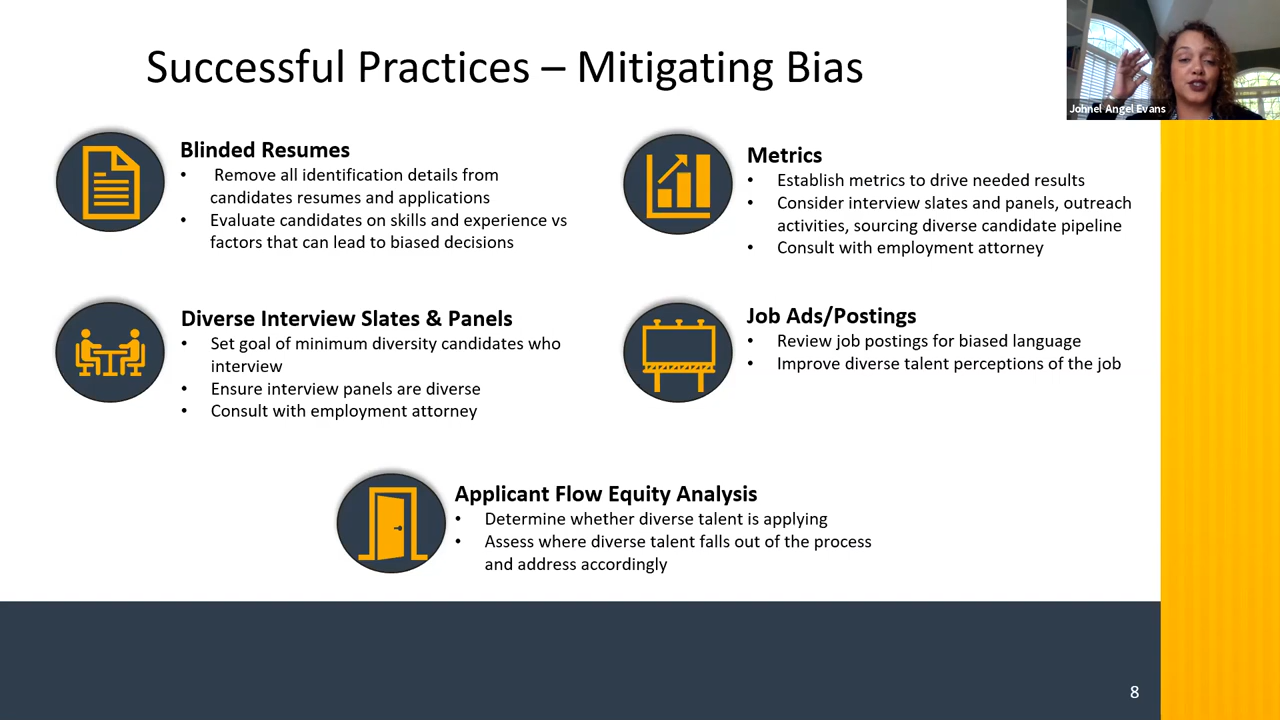 Successful Practices – Mitigating Bias
Johnel Angel Evans
Blinded Resumes
• Remove all identification details from
candidates resumes and applications
• Evaluate candidates on skills and experience vs
factors that can lead to biased decisions
Metrics
• Establish metrics to drive needed results
• Consider interview slates and panels, outreach
activities, sourcing diverse candidate pipeline
• Consult with employment attorney
Diverse Interview Slates & Panels
• Set goal of minimum diversity candidates who
interview
• Ensure interview panels are diverse
• Consult with employment attorney
Job Ads/Postings
• Review job postings for biased language
• Improve diverse talent perceptions of the job
Applicant Flow Equity Analysis
• Determine whether diverse talent is applying
• Assess where diverse talent falls out of the process
and address accordingly
8